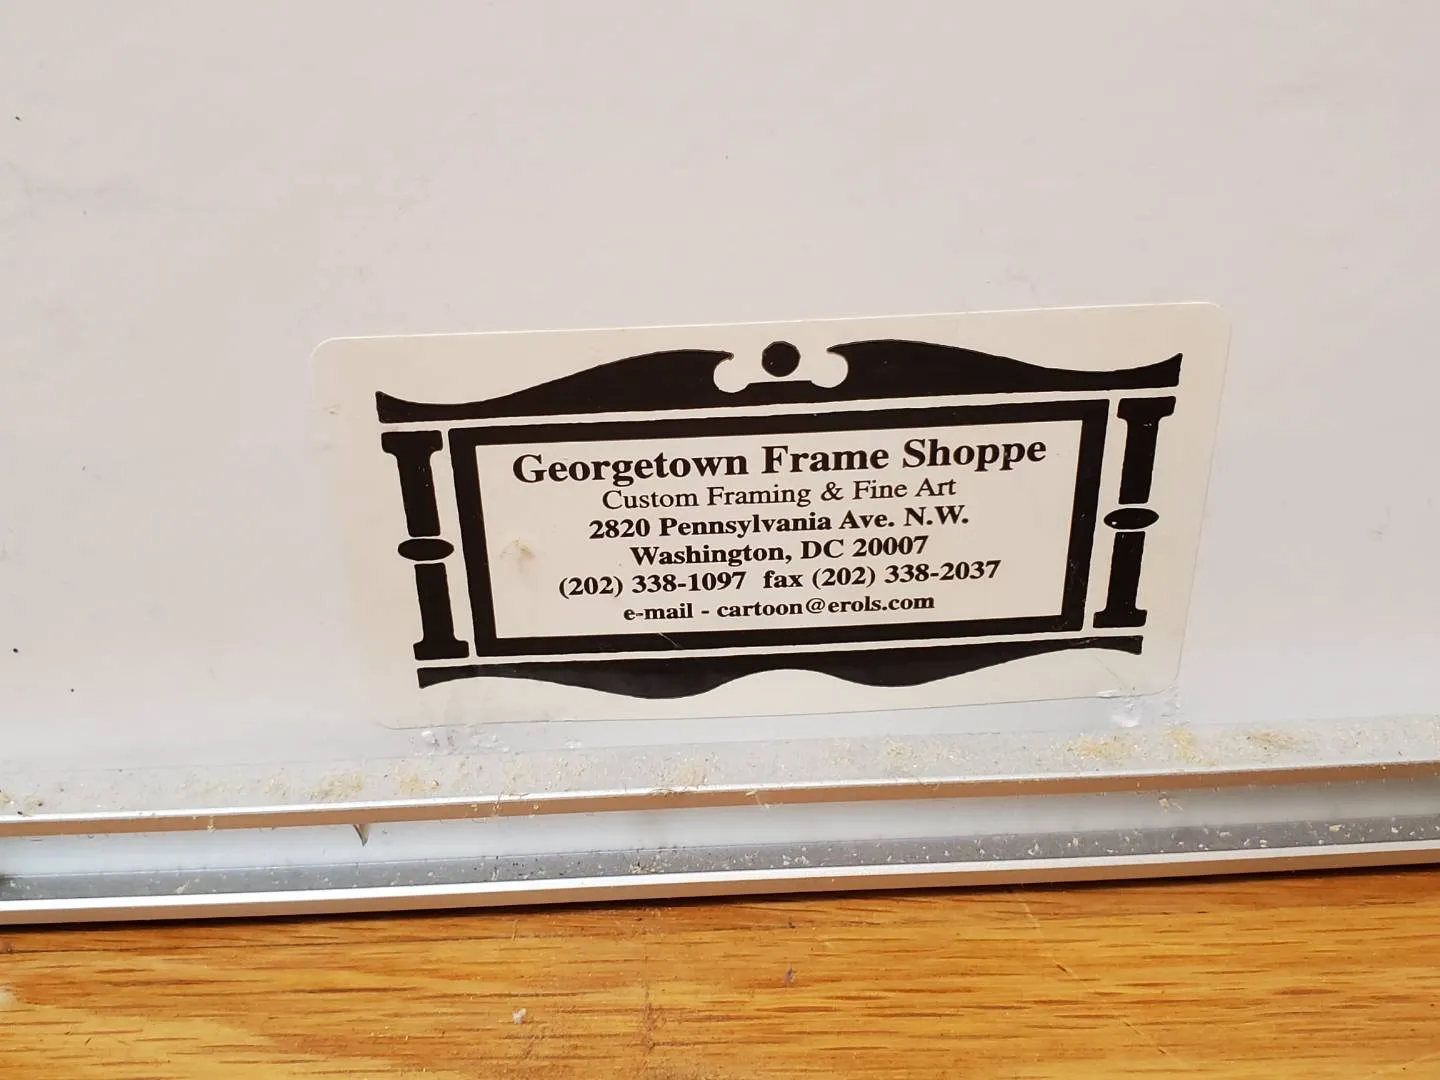 Georgetown Frame Shoppe
Custom Framing & Fine Art
2820 Pennsylvania Ave. N.W.
Washington, DC 20007
(202) 338-1097 fax (202) 338-2037
e-mail - cartoon@erols.com